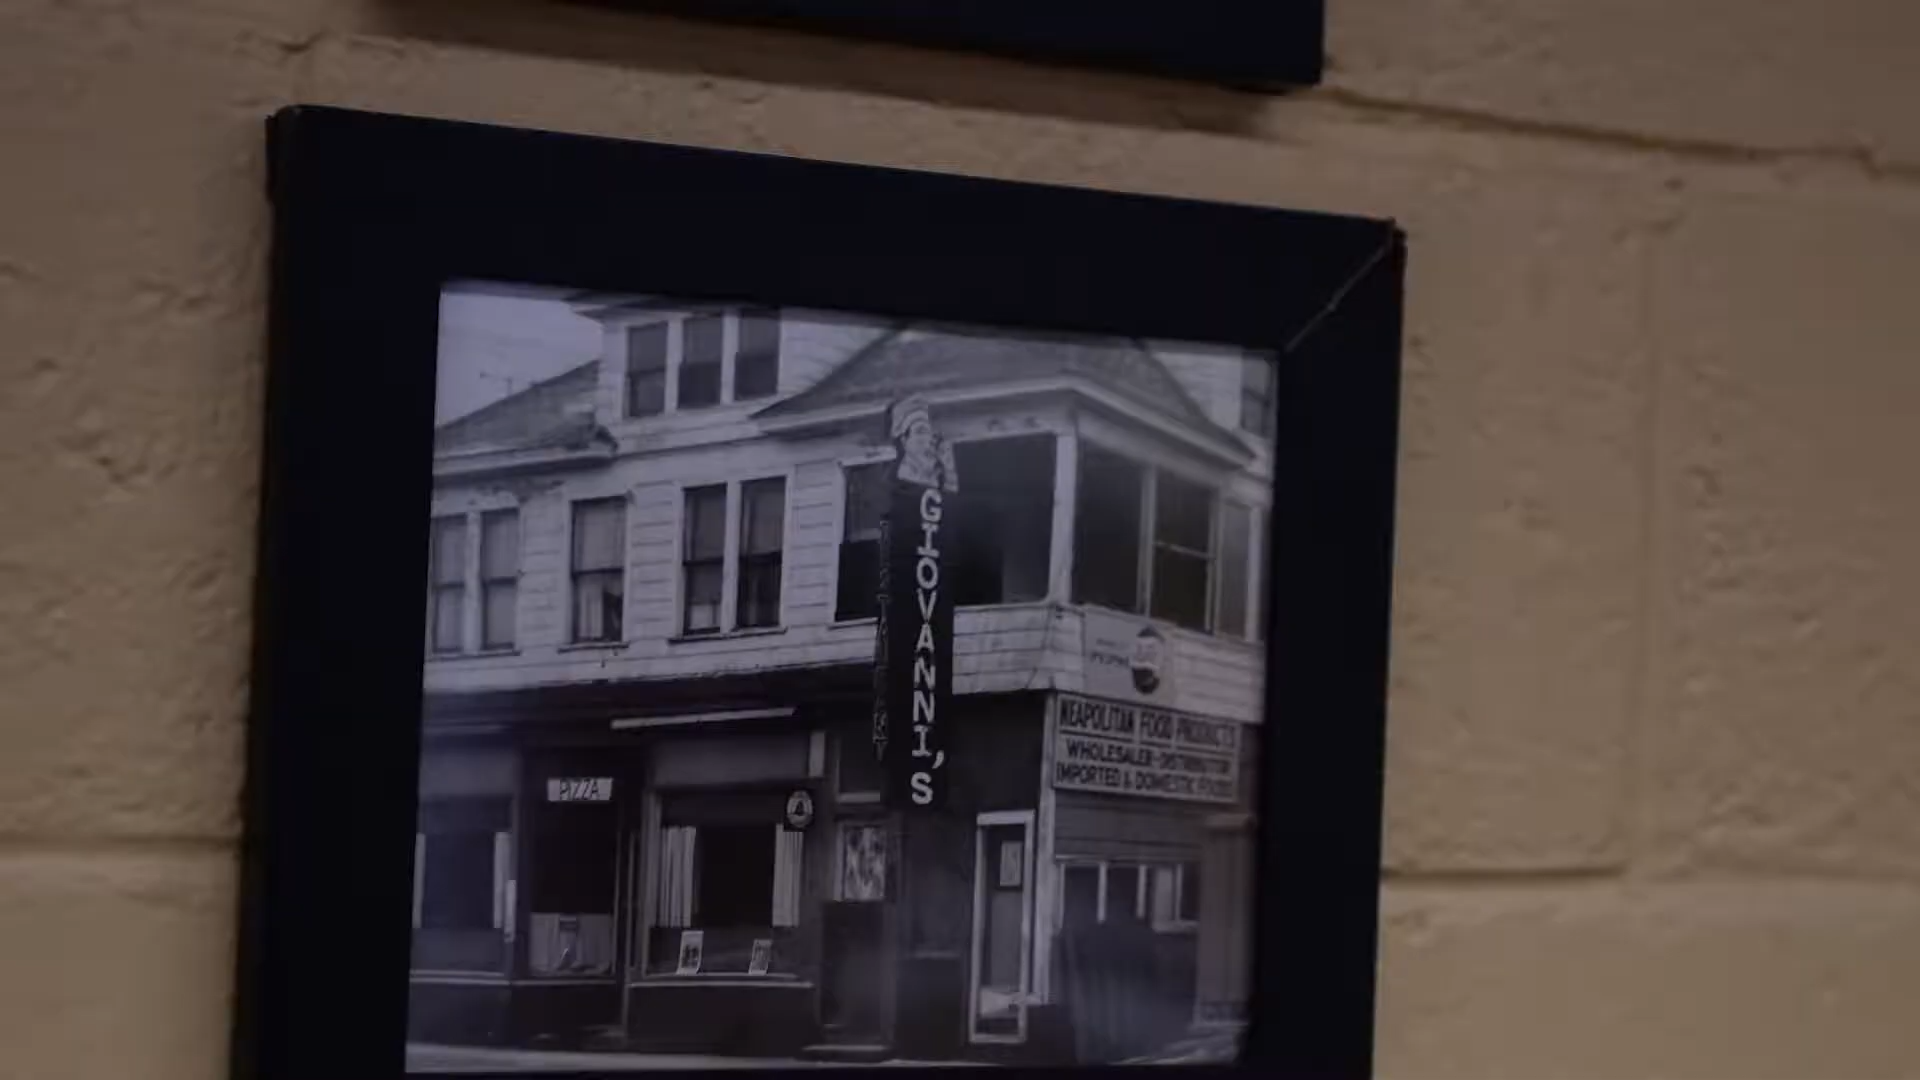 GIOVANNI'S
PIZZA
NEAPOLITAN FOOD PRODUCTS
WHOLESALER-DISTRIBUTOR
IMPORTED & DOMESTIC FOODS